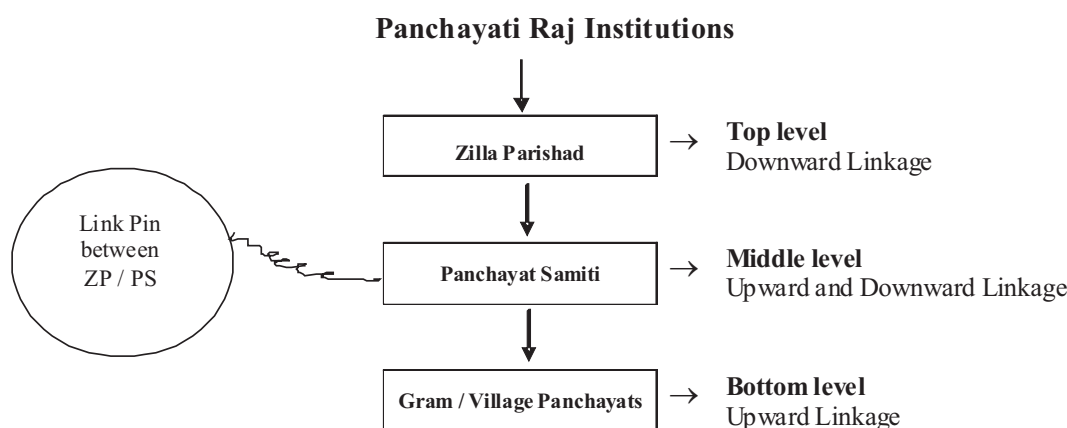 Panchayati Raj Institutions
Zilla Parishad
→ Top level
Downward Linkage
Link Pin
between
ZP / PS
Panchayat Samiti
→ Middle level
Upward and Downward Linkage
Gram / Village Panchayats
→ Bottom level
Upward Linkage